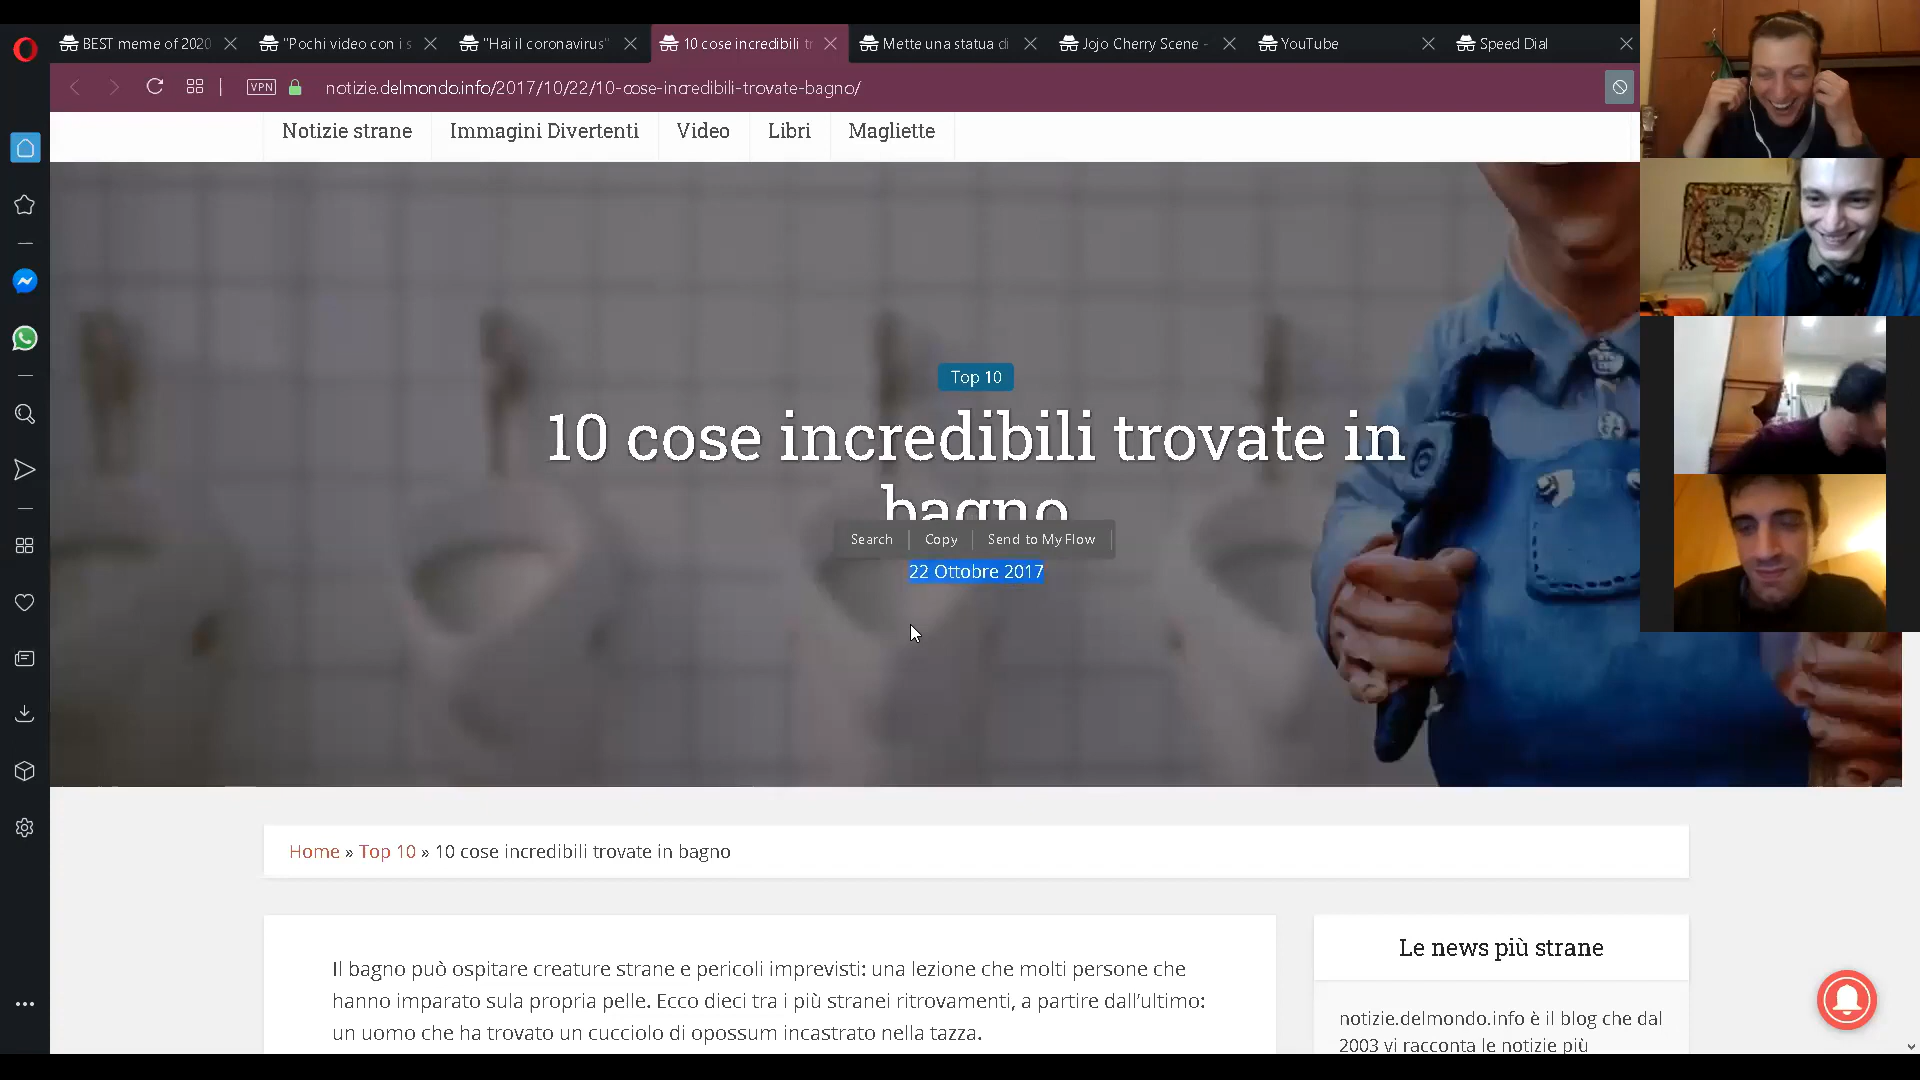 BEST meme of 2020
"Pochi video con i s
"Hai il coronavirus"
10 cose incredibili tr
Mette una statua di
Jojo Cherry Scene -
YouTube
Speed Dial
VPN
notizie.delmondo.info/2017/10/22/10-cose-incredibili-trovate-bagno/
Notizie strane
Immagini Divertenti
Video
Libri
Magliette
Top 10
10 cose incredibili trovate in
bagno
Search
Copy
Send to My Flow
22 Ottobre 2017
Home » Top 10 » 10 cose incredibili trovate in bagno
Il bagno può ospitare creature strane e pericoli imprevisti: una lezione che molti persone che
hanno imparato sula propria pelle. Ecco dieci tra i più stranei ritrovamenti, a partire dall'ultimo:
un uomo che ha trovato un cucciolo di opossum incastrato nella tazza.
Le news più strane
notizie.delmondo.info è il blog che dal
2003 vi racconta le notizie più